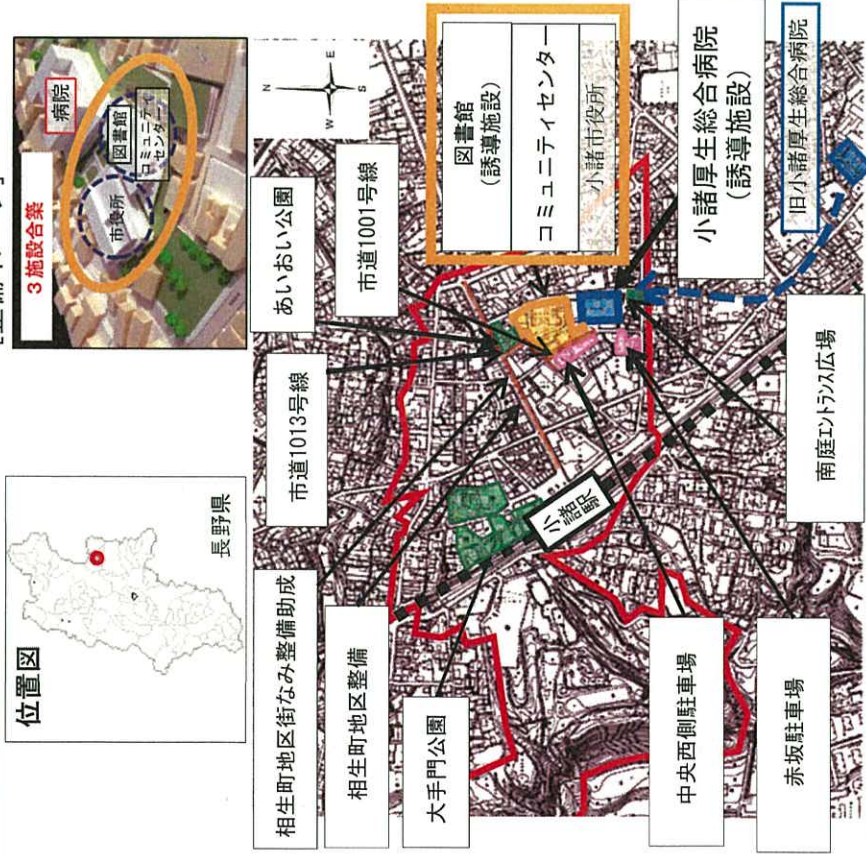 3施設合築
病院
図書館
市役所
コミュニティ
センター
位置図
長野県
N
W
E
S
相生町地区街なみ整備助成
相生町地区整備
大手門公園
市道1013号線
あいおい公園
市道1001号線
図書館
(誘導施設)
コミュニティセンター
小諸市役所
小諸厚生総合病院
(誘導施設)
旧小諸厚生総合病院
小諸駅
中央西側駐車場
赤坂駐車場
南庭エントランス広場